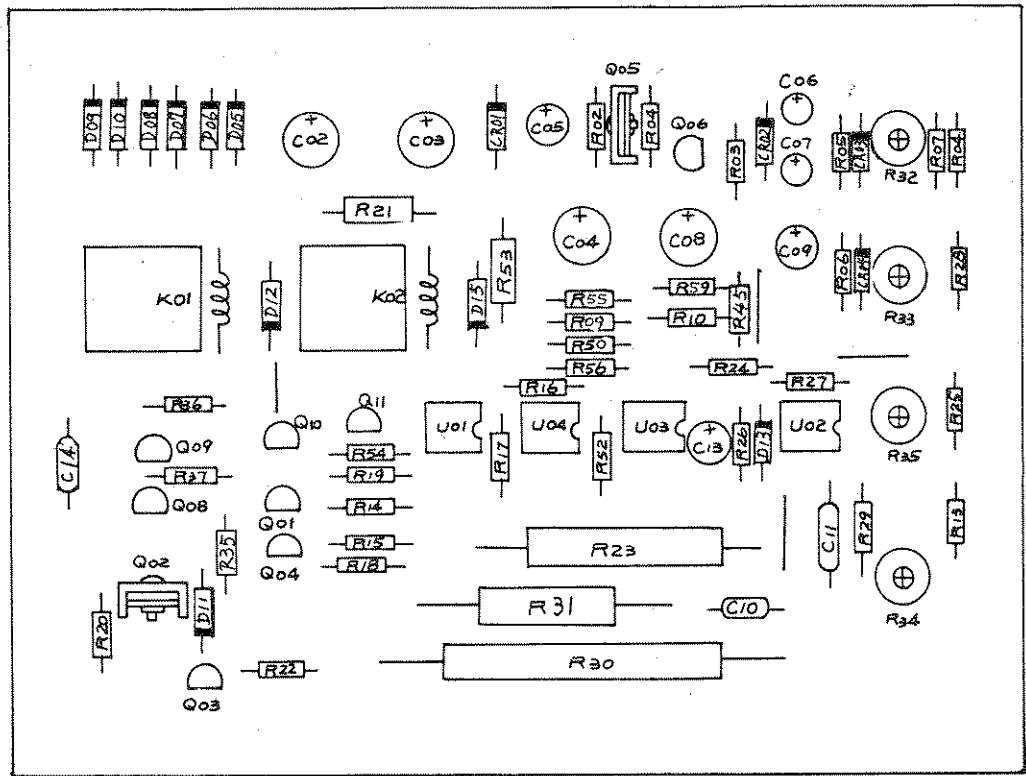 Q05
C06
D09 D10 D08 D07 D06 D05
C02
C03
CR01
C05
R02
R04
Q06
R03
CR02
C07
R05
R32
R07
R04
R21
C04
C08
C09
R06
R33
R28
K01
D12
K02
D13
R53
R55
R59
R45
R09
R10
R50
R56
R24
R16
R27
R36
Q11
Q10
U01
U04
U03
U02
R25
C14
Q09
R54
R17
R52
C13
R26
D13
R35
R37
R19
Q08
Q01
R14
R35
R23
C11
R29
R13
Q04
R15
R18
Q02
R20
D11
R31
C10
R34
R22
R30
Q03